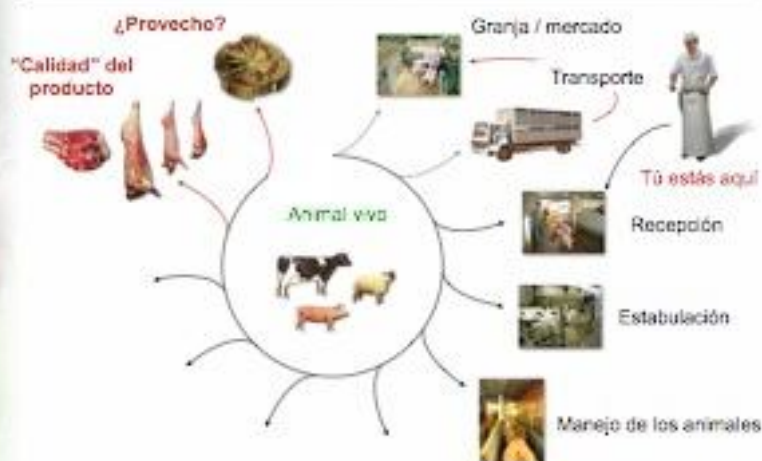 ¿Provecho?
"Calidad" del
producto
Granja / mercado
Transporte
Tú estás aquí
Animal vivo
Recepción
Estabulación
Manejo de los animales